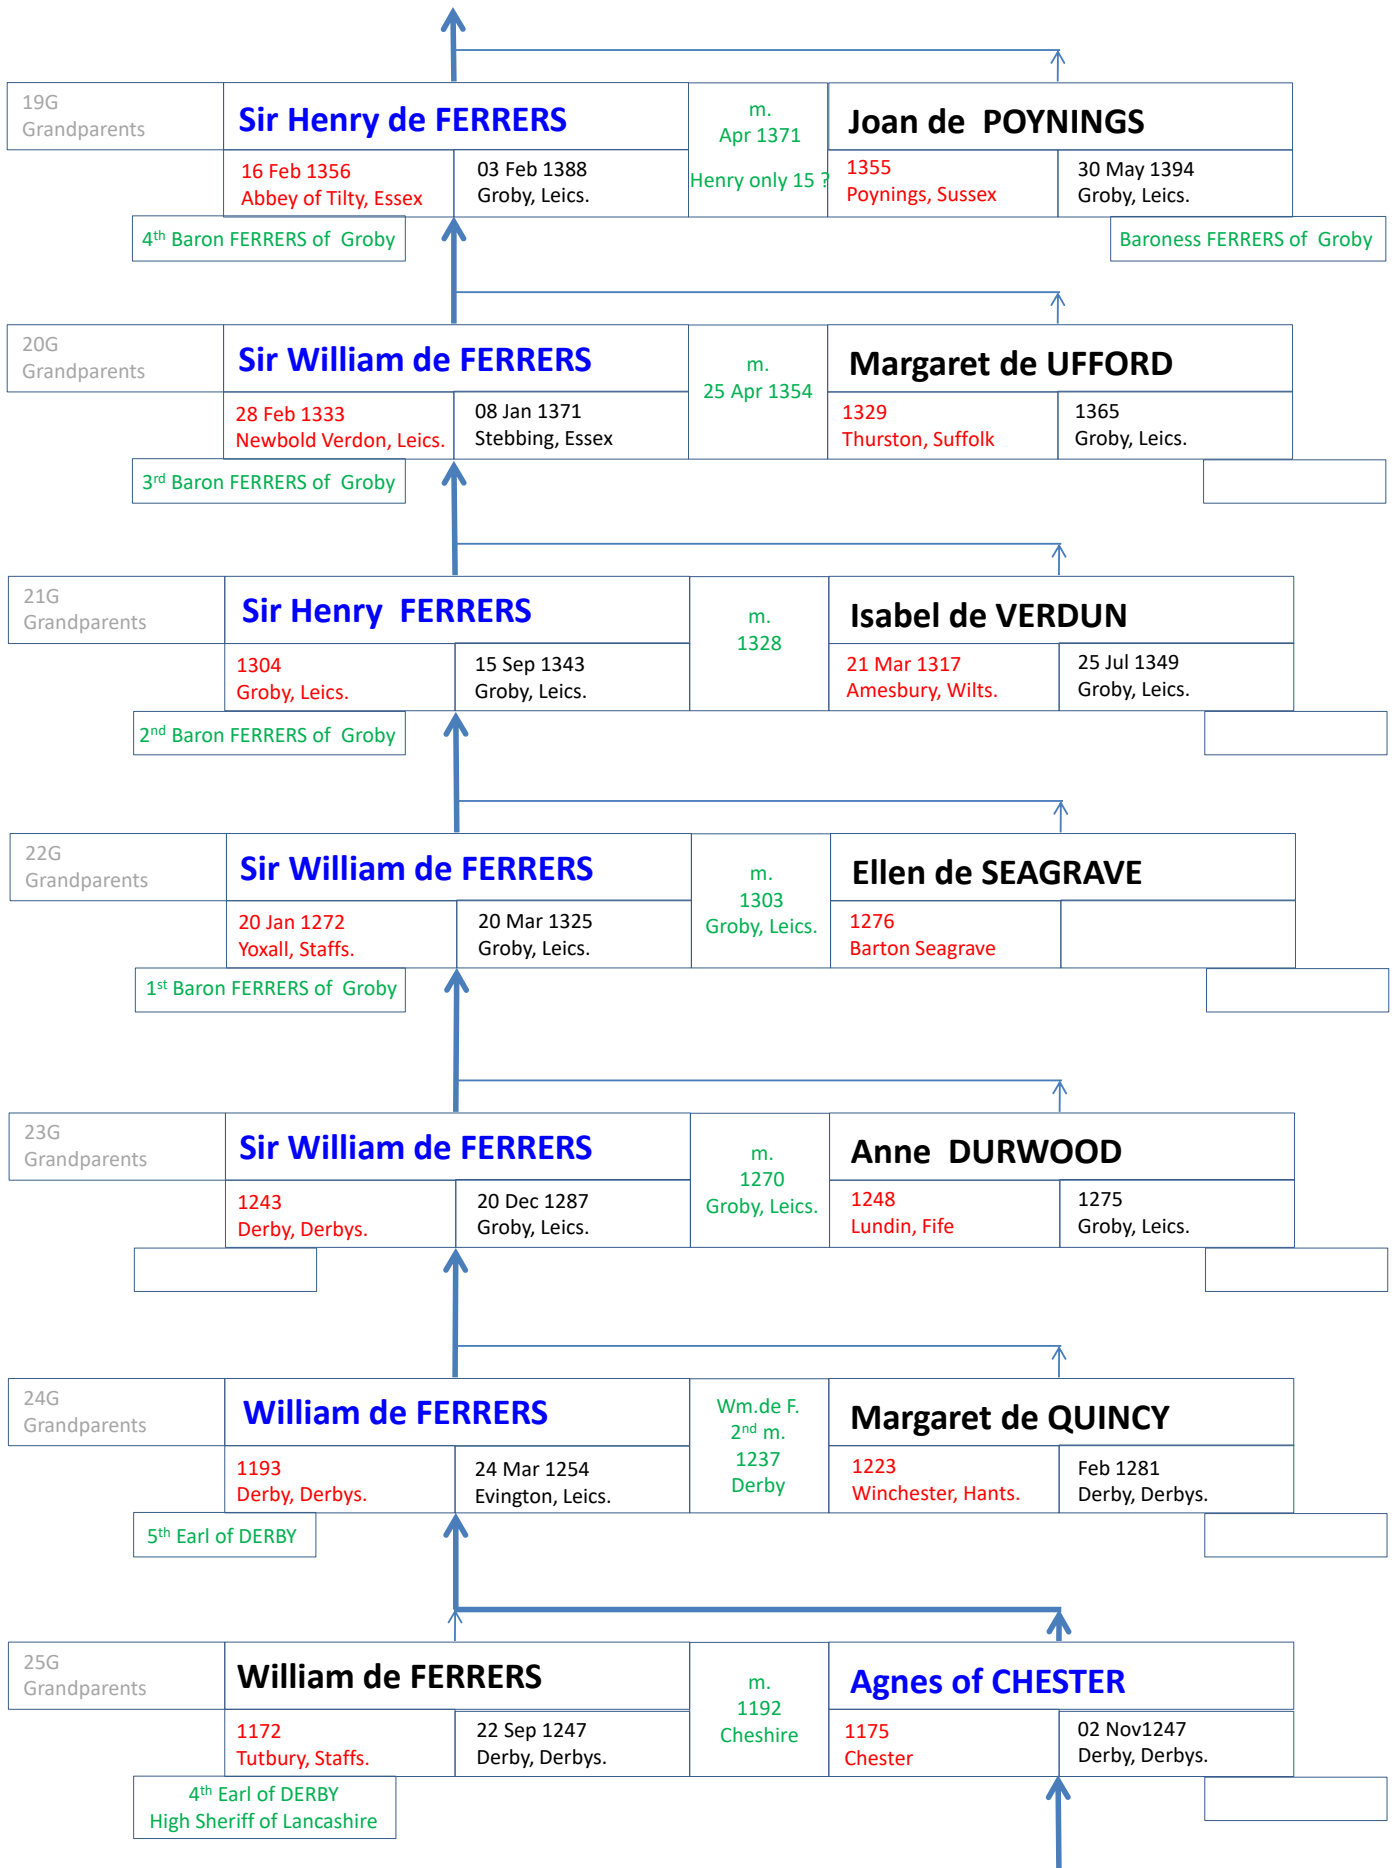 19G
Grandparents
Sir Henry de FERRERS
m.
Apr 1371
Henry only 15 ?
Joan de POYNINGS
16 Feb 1356
Abbey of Tilty, Essex
03 Feb 1388
Groby, Leics.
1355
Poynings, Sussex
30 May 1394
Groby, Leics.
4th Baron FERRERS of Groby
Baroness FERRERS of Groby
20G
Grandparents
Sir William de FERRERS
m.
25 Apr 1354
Margaret de UFFORD
28 Feb 1333
Newbold Verdon, Leics.
08 Jan 1371
Stebbing, Essex
1329
Thurston, Suffolk
1365
Groby, Leics.
3rd Baron FERRERS of Groby
21G
Grandparents
Sir Henry FERRERS
m.
1328
Isabel de VERDUN
1304
Groby, Leics.
15 Sep 1343
Groby, Leics.
21 Mar 1317
Amesbury, Wilts.
25 Jul 1349
Groby, Leics.
2nd Baron FERRERS of Groby
22G
Grandparents
Sir William de FERRERS
m.
1303
Groby, Leics.
Ellen de SEAGRAVE
20 Jan 1272
Yoxall, Staffs.
20 Mar 1325
Groby, Leics.
1276
Barton Seagrave
1st Baron FERRERS of Groby
23G
Grandparents
Sir William de FERRERS
m.
1270
Groby, Leics.
Anne DURWOOD
1243
Derby, Derbys.
20 Dec 1287
Groby, Leics.
1248
Lundin, Fife
1275
Groby, Leics.
24G
Grandparents
William de FERRERS
Wm.de F.
2nd m.
1237
Derby
Margaret de QUINCY
1193
Derby, Derbys.
24 Mar 1254
Evington, Leics.
1223
Winchester, Hants.
Feb 1281
Derby, Derbys.
5th Earl of DERBY
25G
Grandparents
William de FERRERS
m.
1192
Cheshire
Agnes of CHESTER
1172
Tutbury, Staffs.
22 Sep 1247
Derby, Derbys.
1175
Chester
02 Nov1247
Derby, Derbys.
4th Earl of DERBY
High Sheriff of Lancashire